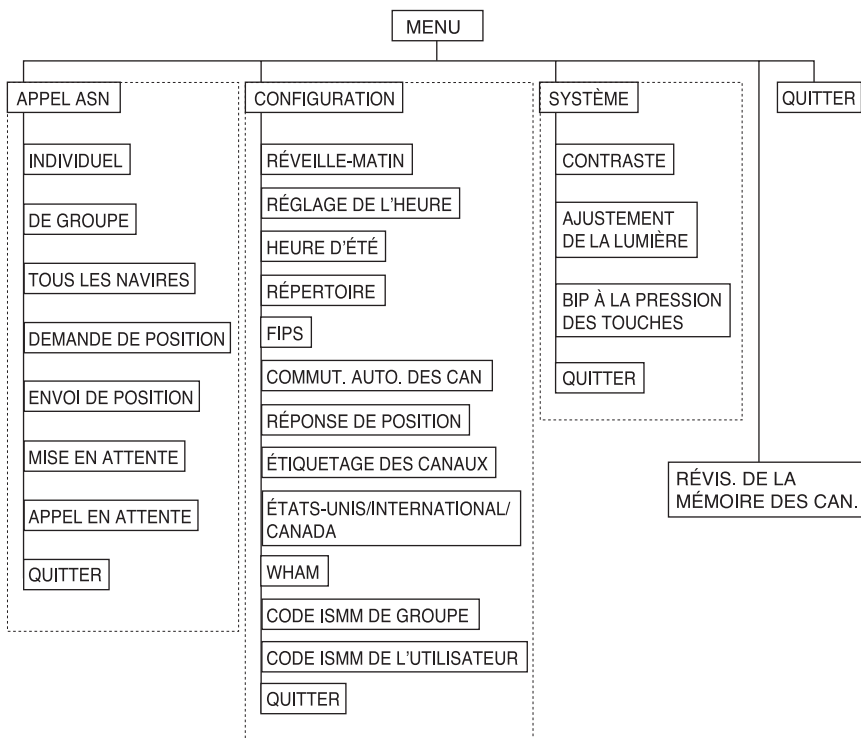 MENU
APPEL ASN
INDIVIDUEL
DE GROUPE
TOUS LES NAVIRES
DEMANDE DE POSITION
ENVOI DE POSITION
MISE EN ATTENTE
APPEL EN ATTENTE
QUITTER
CONFIGURATION
RÉVEILLE-MATIN
RÉGLAGE DE L'HEURE
HEURE D'ÉTÉ
RÉPERTOIRE
FIPS
COMMUT. AUTO. DES CAN
RÉPONSE DE POSITION
ÉTIQUETAGE DES CANAUX
ÉTATS-UNIS/INTERNATIONAL/
CANADA
WHAM
CODE ISMM DE GROUPE
CODE ISMM DE L'UTILISATEUR
QUITTER
SYSTÈME
CONTRASTE
AJUSTEMENT
DE LA LUMIÈRE
BIP À LA PRESSION
DES TOUCHES
QUITTER
RÉVIS. DE LA
MÉMOIRE DES CAN.
QUITTER